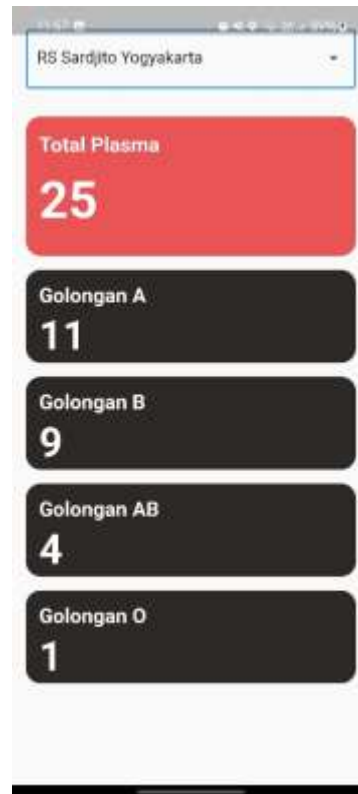 RS Sardjito Yogyakarta
Total Plasma
25
Golongan A
11
Golongan B
9
Golongan AB
4
Golongan O
1